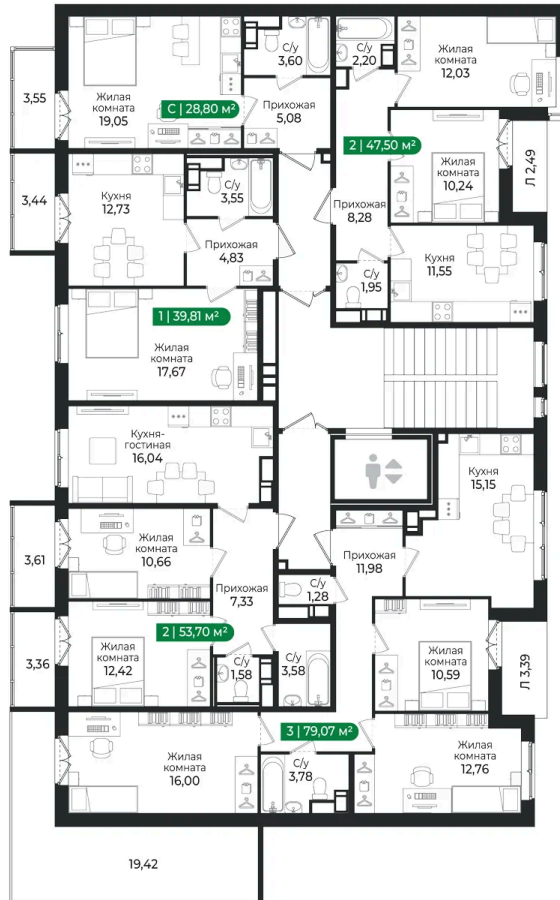 С/у
3,60
С/у
2,20
Жилая
комната
12,03
3,55
Жилая
комната
19,05
С | 28,80 м²
Прихожая
5,08
2 | 47,50 м²
Жилая
комната
10,24
Л 2,49
3,44
Кухня
12,73
С/у
3,55
Прихожая
8,28
Прихожая
4,83
Кухня
11,55
С/у
1,95
1 | 39,81 м²
Жилая
комната
17,67
Кухня-
гостиная
16,04
Кухня
15,15
3,61
Жилая
комната
10,66
Прихожая
7,33
Прихожая
11,98
С/у
1,28
2 | 53,70 м²
3,36
Жилая
комната
12,42
С/у
1,58
С/у
3,58
Жилая
комната
10,59
Л 3,39
3 | 79,07 м²
Жилая
комната
16,00
С/у
3,78
Жилая
комната
12,76
19,42